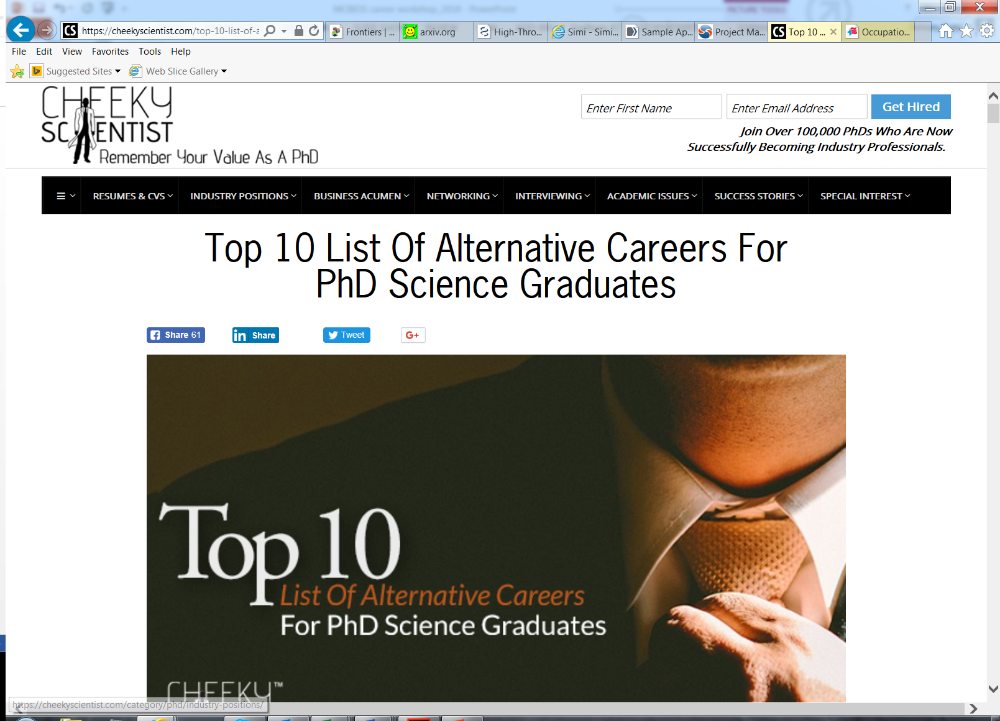 PICTURE TOOLS
https://cheekyscientist.com/top-10-list-of-a
Frontiers | ...
arxiv.org
High-Thro...
Simi - Simi...
Sample Ap...
Project Ma...
CS Top 10 ...
Occupatio...
File Edit View Favorites Tools Help
Suggested Sites
Web Slice Gallery
CHEEKY
SCIENTIST
Remember Your Value As A PhD
Enter First Name
Enter Email Address
Get Hired
Join Over 100,000 PhDs Who Are Now
Successfully Becoming Industry Professionals.
RESUMES & CVS INDUSTRY POSITIONS BUSINESS ACUMEN NETWORKING INTERVIEWING ACADEMIC ISSUES SUCCESS STORIES SPECIAL INTEREST
Top 10 List Of Alternative Careers For
PhD Science Graduates
Share 61
in Share
Tweet
G+
Top 10
List Of Alternative Careers
For PhD Science Graduates
CHEEKY™
https://cheekyscientist.com/category/phd/industry-positions/